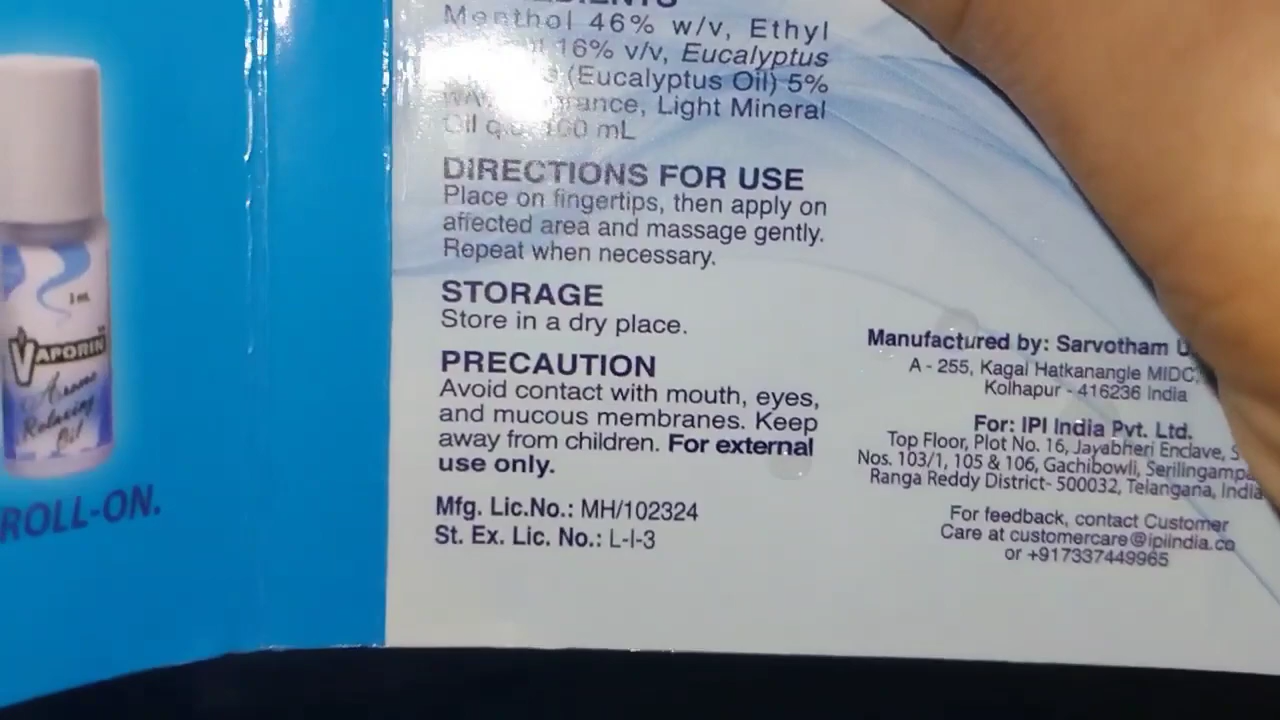 3 mL
VAPORIN
Aroma
Relaxing
Oil
ROLL-ON.
Menthol 46% w/v, Ethyl
16% v/v, Eucalyptus
(Eucalyptus Oil) 5%
Light Mineral
Oil q.s. 100 mL
DIRECTIONS FOR USE
Place on fingertips, then apply on
affected area and massage gently.
Repeat when necessary.
STORAGE
Store in a dry place.
PRECAUTION
Avoid contact with mouth, eyes,
and mucous membranes. Keep
away from children. For external
use only.
Mfg. Lic.No.: MH/102324
St. Ex. Lic. No.: L-I-3
Manufactured by: Sarvotham
A - 255, Kagal Hatkanangle MIDC,
Kolhapur - 416236 India
For: IPI India Pvt. Ltd.
Top Floor, Plot No. 16, Jayabheri Enclave,
Nos. 103/1, 105 & 106, Gachibowli,
Ranga Reddy District- 500032, Telangana, India
For feedback, contact Customer
Care at customercare@ipiindia.co
or +917337449965